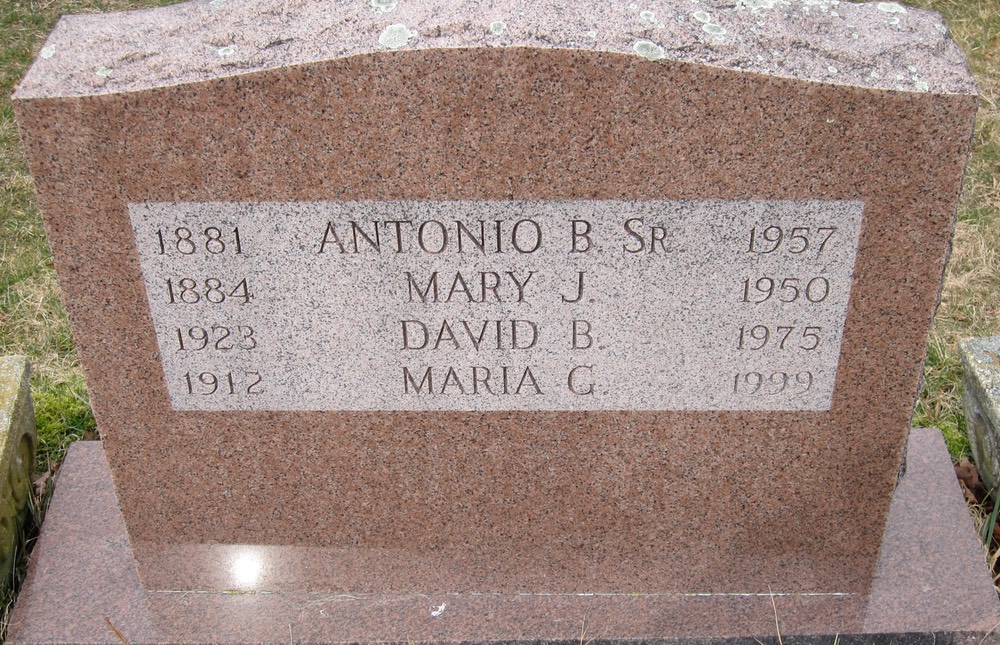 1881 ANTONIO B. SR 1957
1884 MARY J. 1950
1923 DAVID B. 1975
1912 MARIA G. 1999